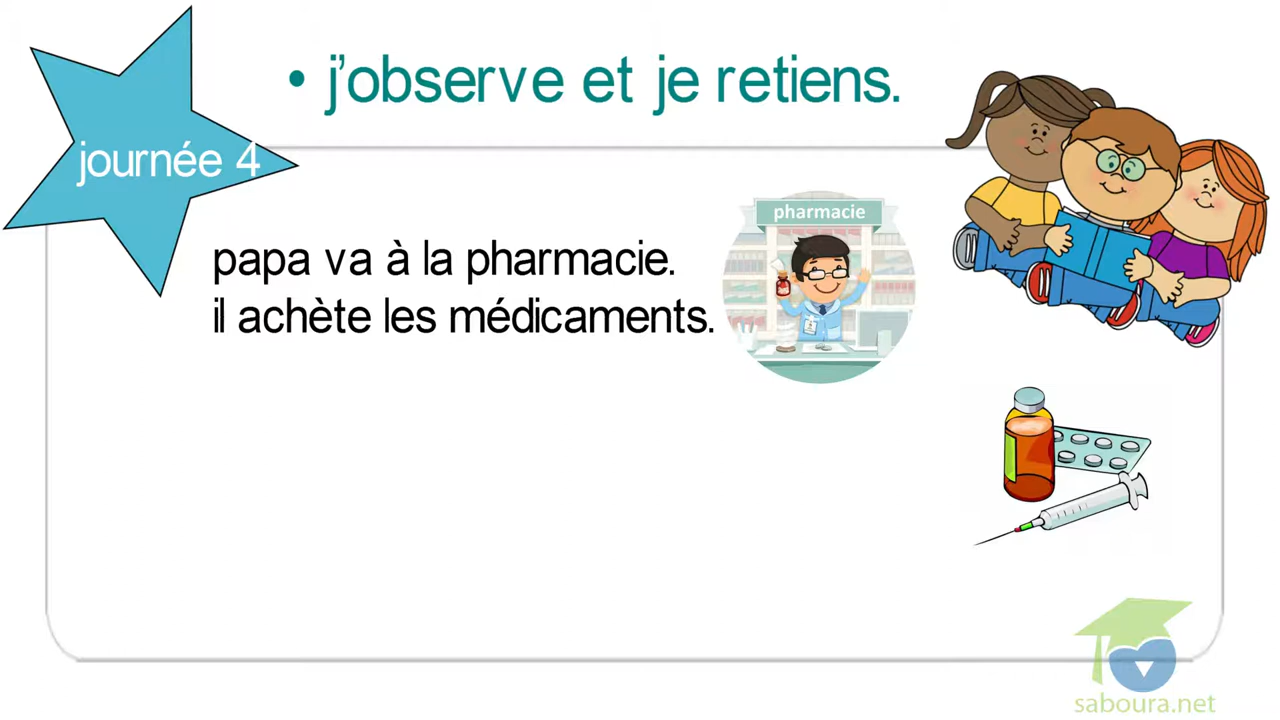 • j'observe et je retiens.
journée 4
pharmacie
papa va à la pharmacie.
il achète les médicaments.
saboura.net